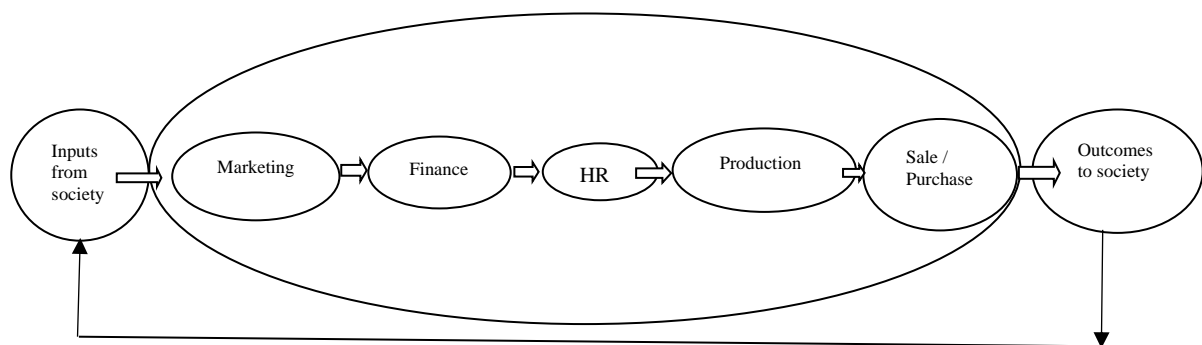 Inputs
from
society
Marketing
Finance
HR
Production
Sale /
Purchase
Outcomes
to society